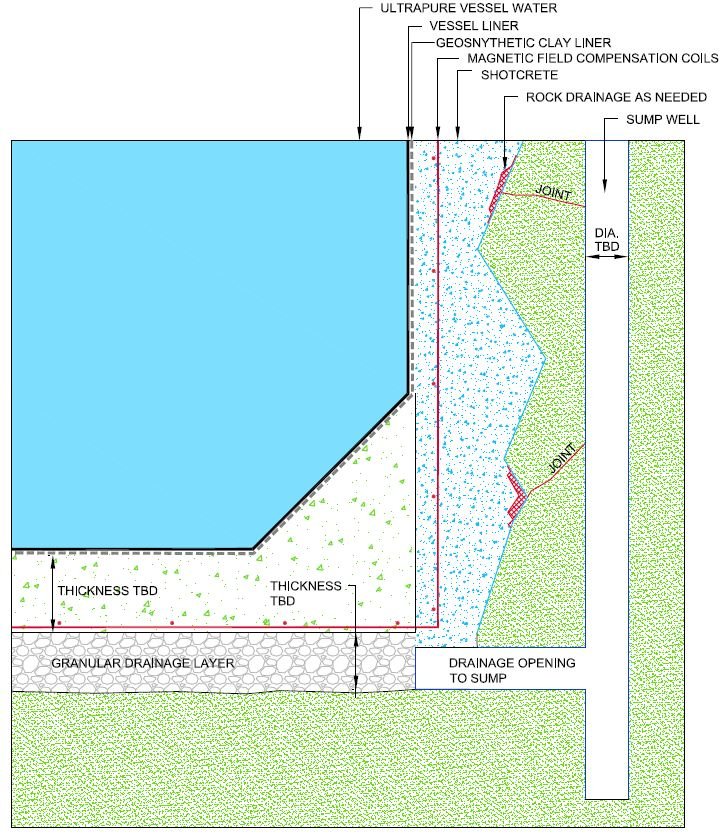 ULTRAPURE VESSEL WATER
VESSEL LINER
GEOSNYTHETIC CLAY LINER
MAGNETIC FIELD COMPENSATION COILS
SHOTCRETE
ROCK DRAINAGE AS NEEDED
SUMP WELL
JOINT
DIA.
TBD
JOINT
THICKNESS TBD
THICKNESS
TBD
GRANULAR DRAINAGE LAYER
DRAINAGE OPENING
TO SUMP